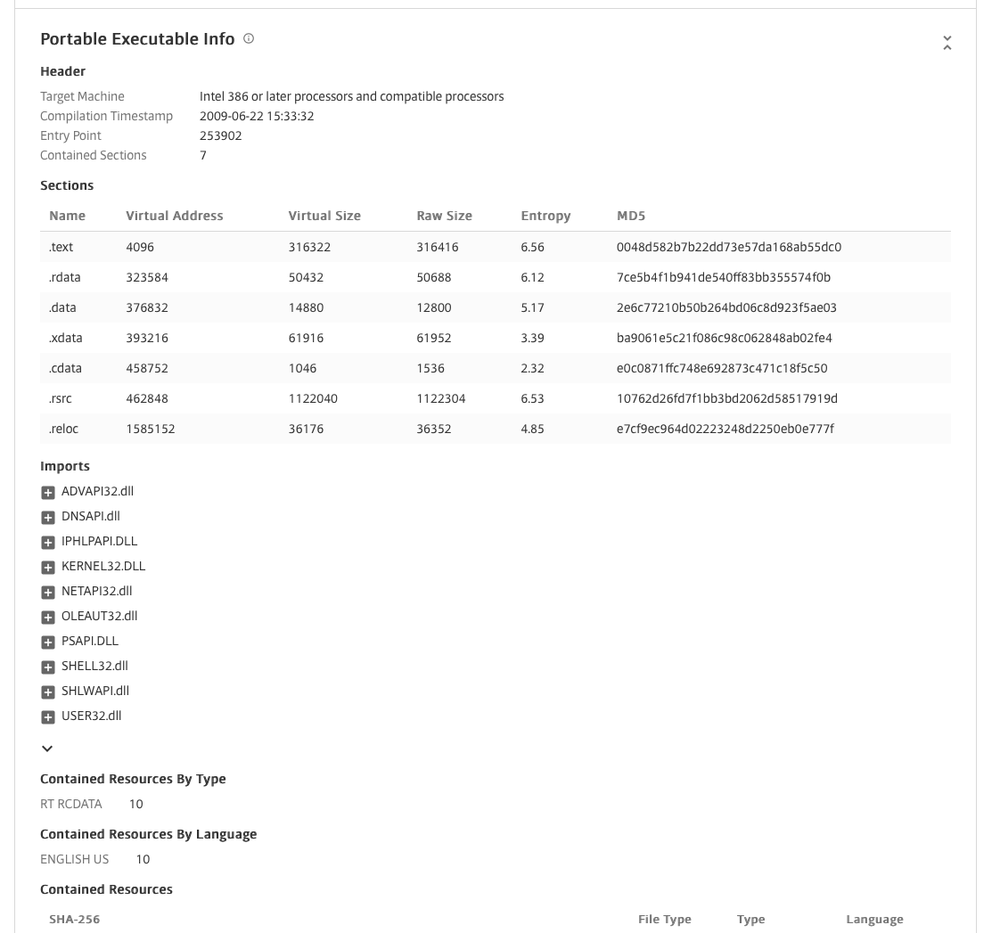 Portable Executable Info
Header
Target Machine Intel 386 or later processors and compatible processors
Compilation Timestamp 2009-06-22 15:33:32
Entry Point 253902
Contained Sections 7
Sections
Name Virtual Address Virtual Size Raw Size Entropy MD5
.text 4096 316322 316416 6.56 0048d582b7b22dd73e57da168ab55dc0
.rdata 323584 50432 50688 6.12 7ce5b4f1b941de540ff83bb355574f0b
.data 376832 14880 12800 5.17 2e6c77210b50b264bd06c8d923f5ae03
.xdata 393216 61916 61952 3.39 ba9061e5c21f086c98c062848ab02fe4
.cdata 458752 1046 1536 2.32 e0c0871ffc748e692873c471c18f5c50
.rsrc 462848 1122040 1122304 6.53 10762d26fd7f1bb3bd2062d58517919d
.reloc 1585152 36176 36352 4.85 e7cf9ec964d02223248d2250eb0e777f
Imports
ADVAPI32.dll
DNSAPI.dll
IPHLPAPI.DLL
KERNEL32.DLL
NETAPI32.dll
OLEAUT32.dll
PSAPI.DLL
SHELL32.dll
SHLWAPI.dll
USER32.dll
Contained Resources By Type
RT RCDATA 10
Contained Resources By Language
ENGLISH US 10
Contained Resources
SHA-256 File Type Type Language